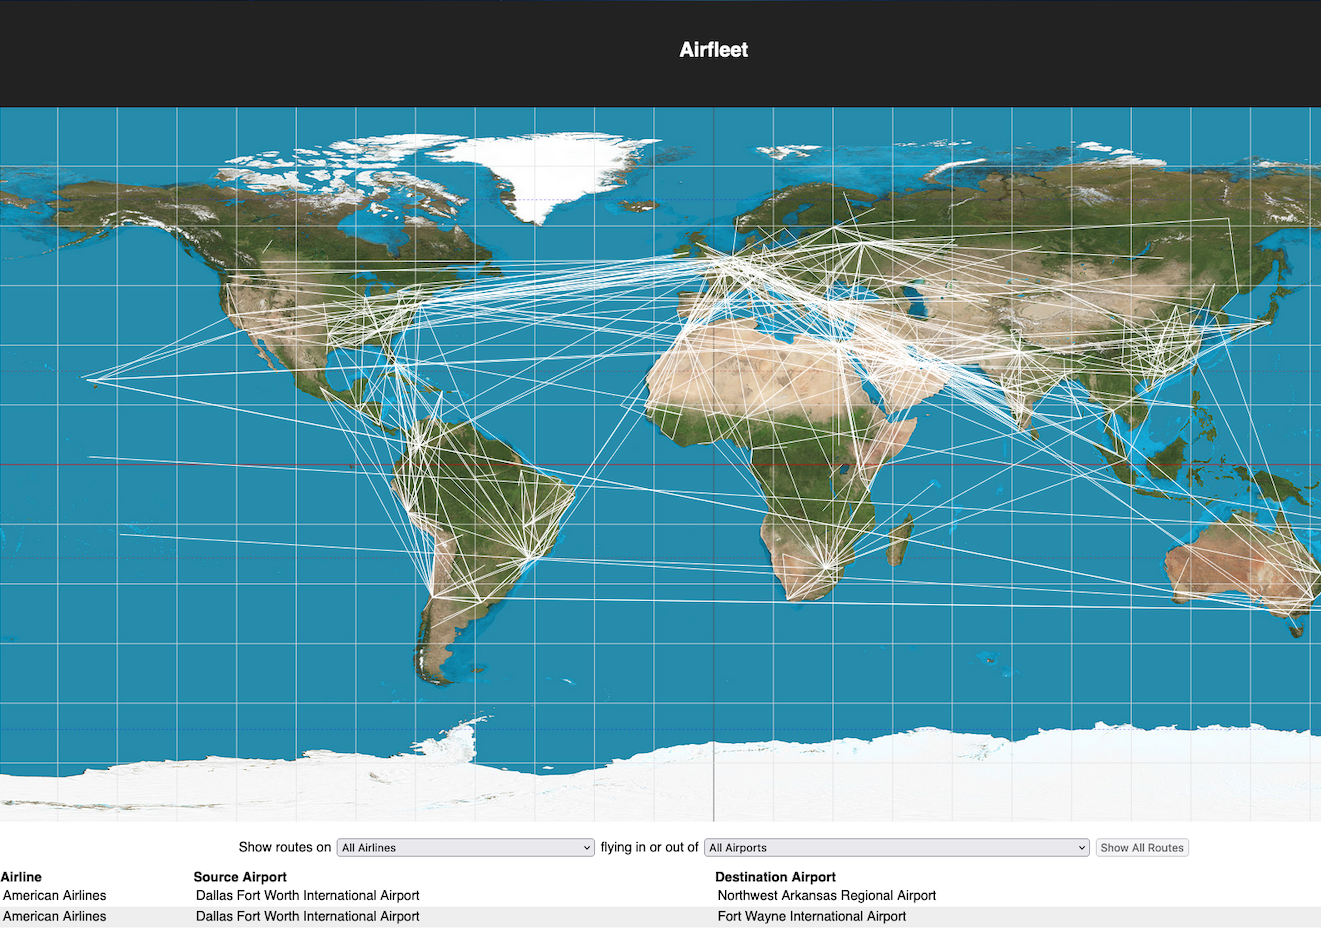 Airfleet
Show routes on All Airlines flying in or out of All Airports Show All Routes
Airline Source Airport Destination Airport
American Airlines Dallas Fort Worth International Airport Northwest Arkansas Regional Airport
American Airlines Dallas Fort Worth International Airport Fort Wayne International Airport